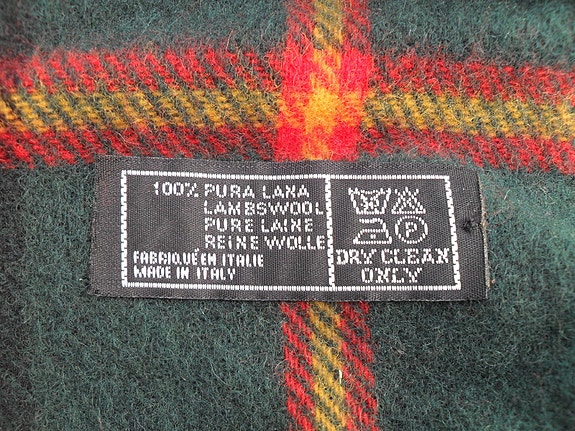 100% PURA LANA
LAMBSWOOL
PURE LAINE
REINE WOLLE
FABRIQUÉ EN ITALIE
MADE IN ITALY
P
DRY CLEAN
ONLY